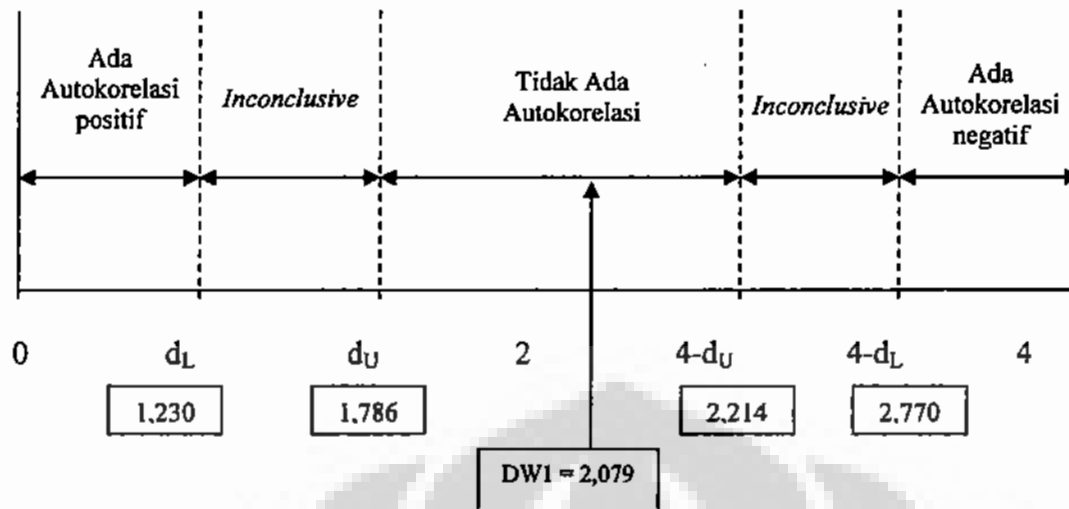 Ada
Autokorelasi
positif
Inconclusive
Tidak Ada
Autokorelasi
Inconclusive
Ada
Autokorelasi
negatif
0 dL dU 2 4-dU 4-dL 4
1,230 1,786 2,214 2,770
DW1 = 2,079